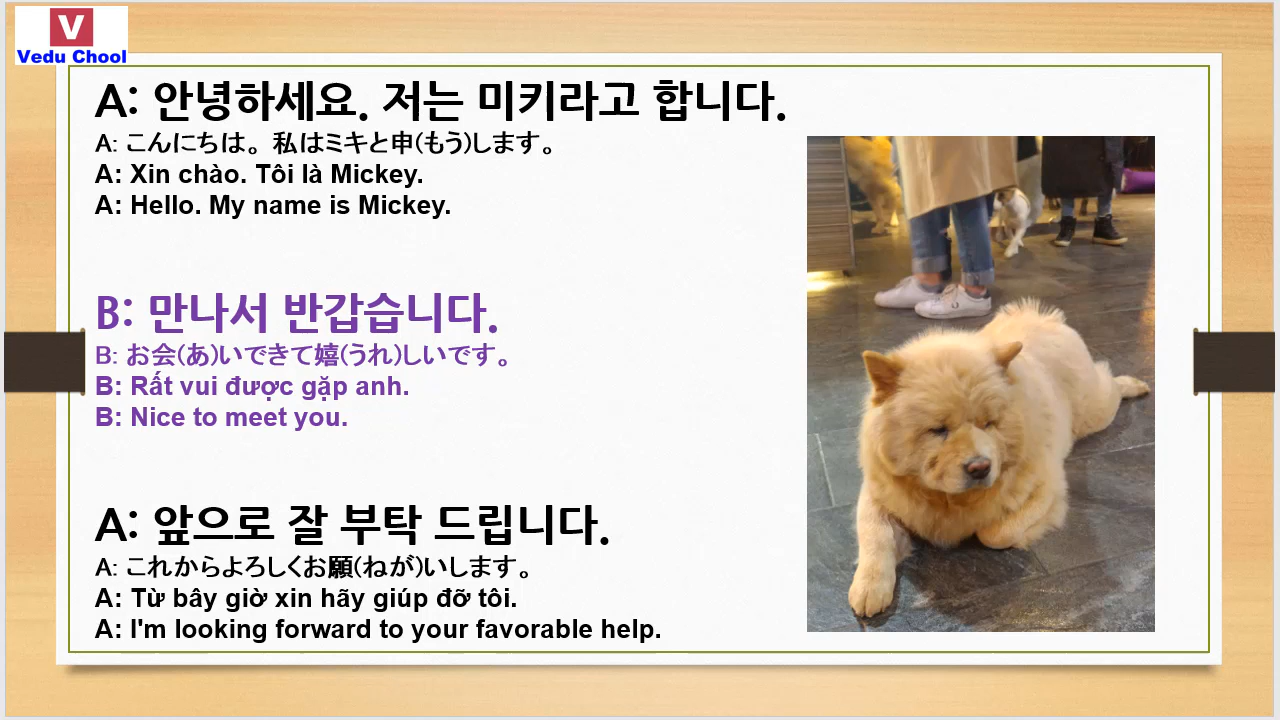 V
Vedu Chool
A: 안녕하세요. 저는 미키라고 합니다.
A: こんにちは。私はミキと申(もう)します。
A: Xin chào. Tôi là Mickey.
A: Hello. My name is Mickey.
B: 만나서 반갑습니다.
B: お会(あ)いできて嬉(うれ)しいです。
B: Rất vui được gặp anh.
B: Nice to meet you.
A: 앞으로 잘 부탁 드립니다.
A: これからよろしくお願(ねが)いします。
A: Từ bây giờ xin hãy giúp đỡ tôi.
A: I'm looking forward to your favorable help.